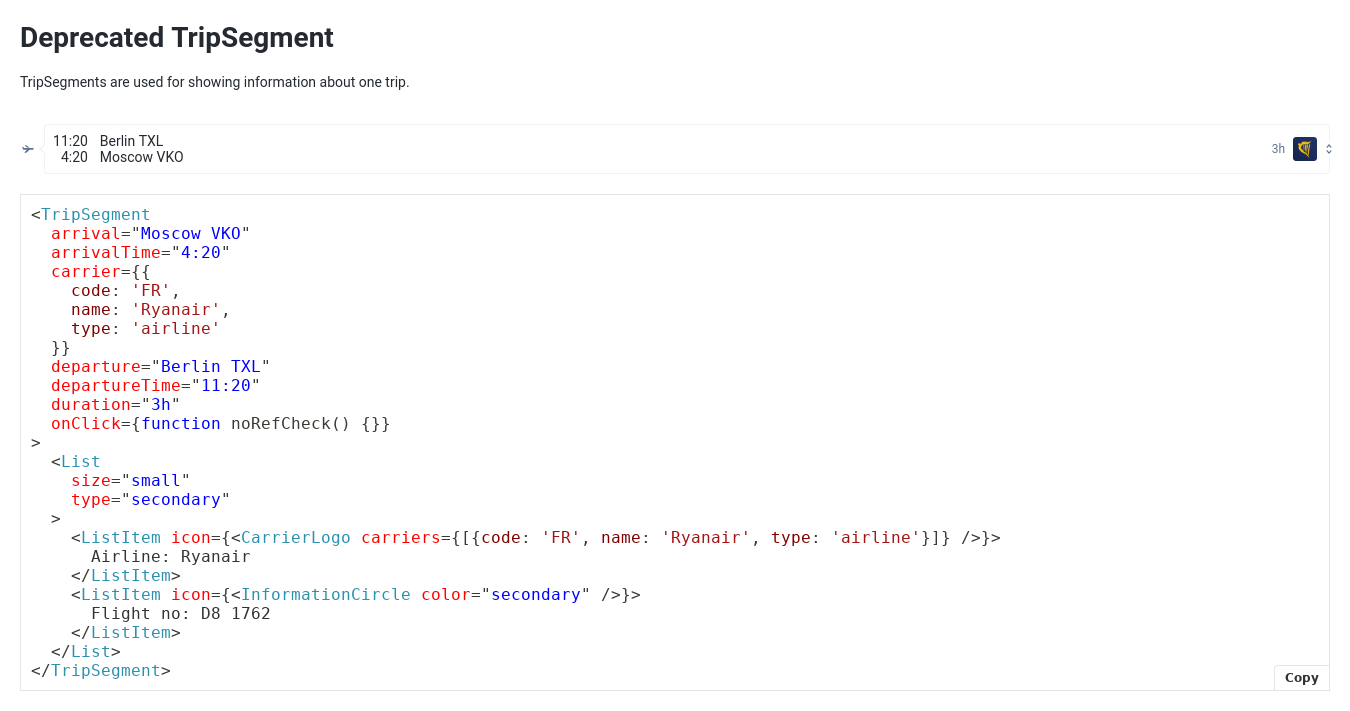 Deprecated TripSegment
TripSegments are used for showing information about one trip.
11:20 Berlin TXL
4:20 Moscow VKO
3h
<TripSegment
  arrival="Moscow VKO"
  arrivalTime="4:20"
  carrier={{
    code: 'FR',
    name: 'Ryanair',
    type: 'airline'
  }}
  departure="Berlin TXL"
  departureTime="11:20"
  duration="3h"
  onClick={function noRefCheck() {}}
>
  <List
    size="small"
    type="secondary"
  >
    <ListItem icon={<CarrierLogo carriers={[{code: 'FR', name: 'Ryanair', type: 'airline'}]} />}>
      Airline: Ryanair
    </ListItem>
    <ListItem icon={<InformationCircle color="secondary" />}>
      Flight no: D8 1762
    </ListItem>
  </List>
</TripSegment>
Copy